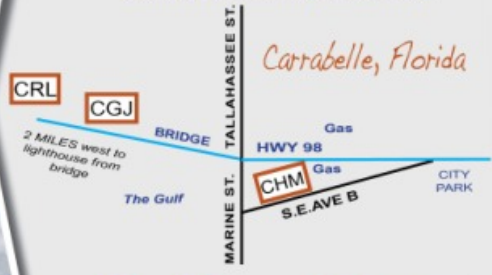 Carrabelle, Florida
TALLAHASSEE ST.
CRL
CGJ
BRIDGE
2 MILES west to
lighthouse from
bridge
Gas
HWY 98
Gas
CHM
CITY
PARK
The Gulf
S.E.AVE B
MARINE ST.